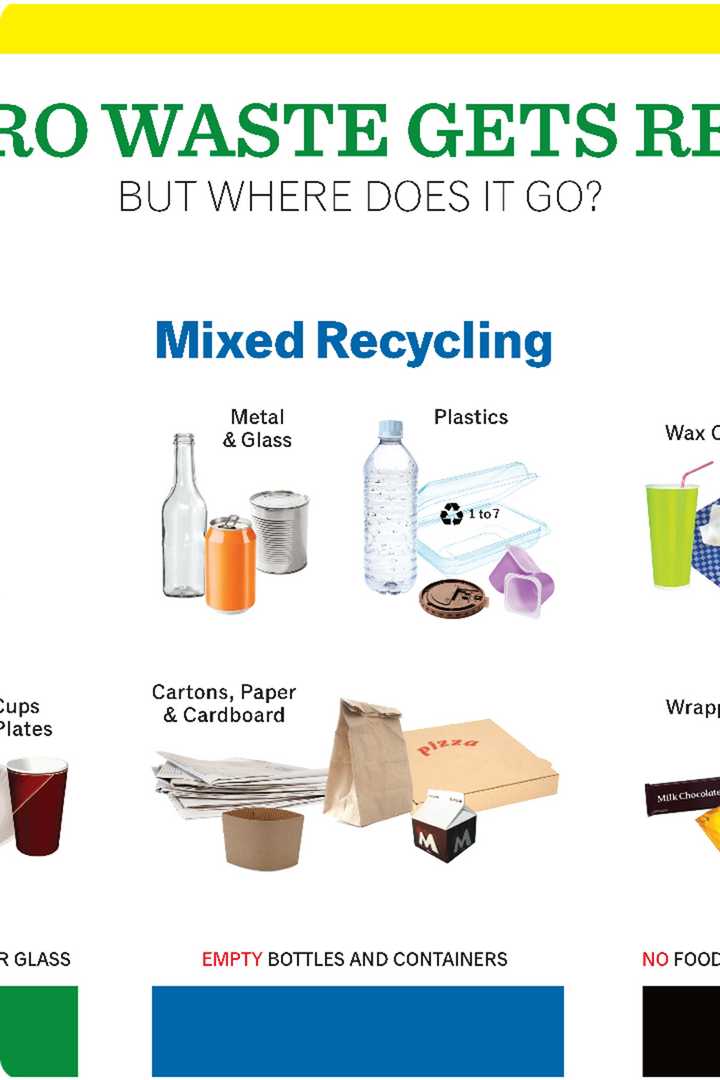 RO WASTE GETS RE
BUT WHERE DOES IT GO?
Mixed Recycling
Metal
& Glass
Plastics
1 to 7
Wax C
Cartons, Paper
& Cardboard
pizza
M M
Cups
Plates
Wrapp
Milk Chocolate
R GLASS
EMPTY BOTTLES AND CONTAINERS
NO FOOD